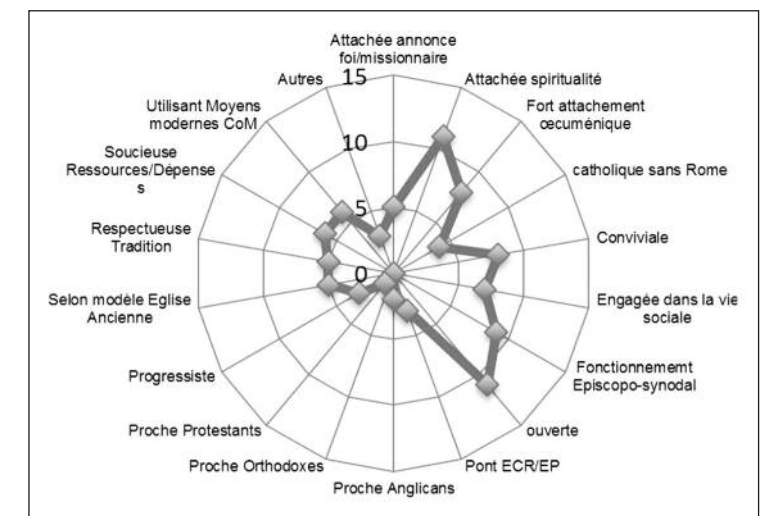 Attachée annonce
foi/missionnaire
15
Attachée spiritualité
Fort attachement
œcuménique
catholique sans Rome
Conviviale
Engagée dans la vie
sociale
Fonctionnememt
Episcopo-synodal
ouverte
Pont ECR/EP
Proche Anglicans
Proche Orthodoxes
Proche Protestants
Progressiste
Selon modèle Eglise
Ancienne
Respectueuse
Tradition
Soucieuse
Ressources/Dépense
s
Utilisant Moyens
modernes CoM
Autres
10
5
0